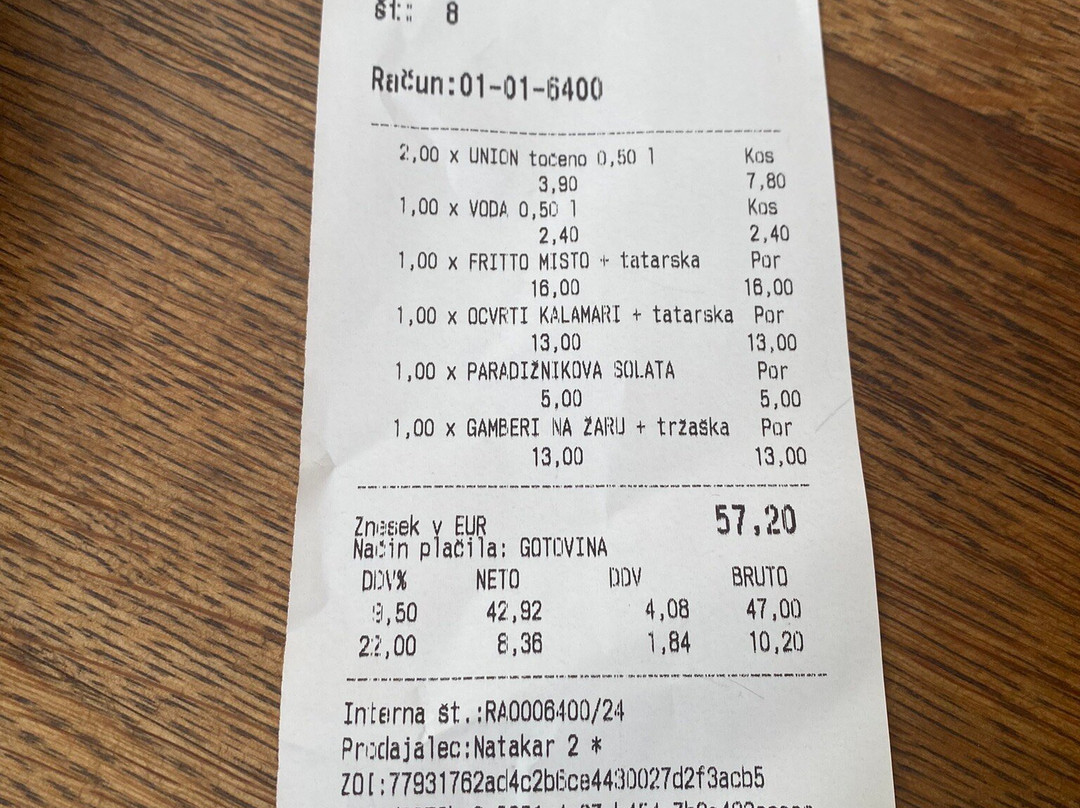 št.: 8
Račun:01-01-6400
2,00 x UNION točeno 0,50 l Kos
3,90 7,80
1,00 x VODA 0,50 l Kos
2,40 2,40
1,00 x FRITTO MISTO + tatarska Por
16,00 16,00
1,00 x OCVRTI KALAMARI + tatarska Por
13,00 13,00
1,00 x PARADIŽNIKOVA SOLATA Por
5,00 5,00
1,00 x GAMBERI NA ŽARU + tržaška Por
13,00 13,00
Znesek v EUR 57,20
Način plačila: GOTOVINA
DDV% NETO DDV BRUTO
9,50 42,92 4,08 47,00
22,00 8,36 1,84 10,20
Interna št.:RA0006400/24
Prodajalec:Natakar 2 *
ZOI:77931762ad4c2b6ce4430027d2f3acb5